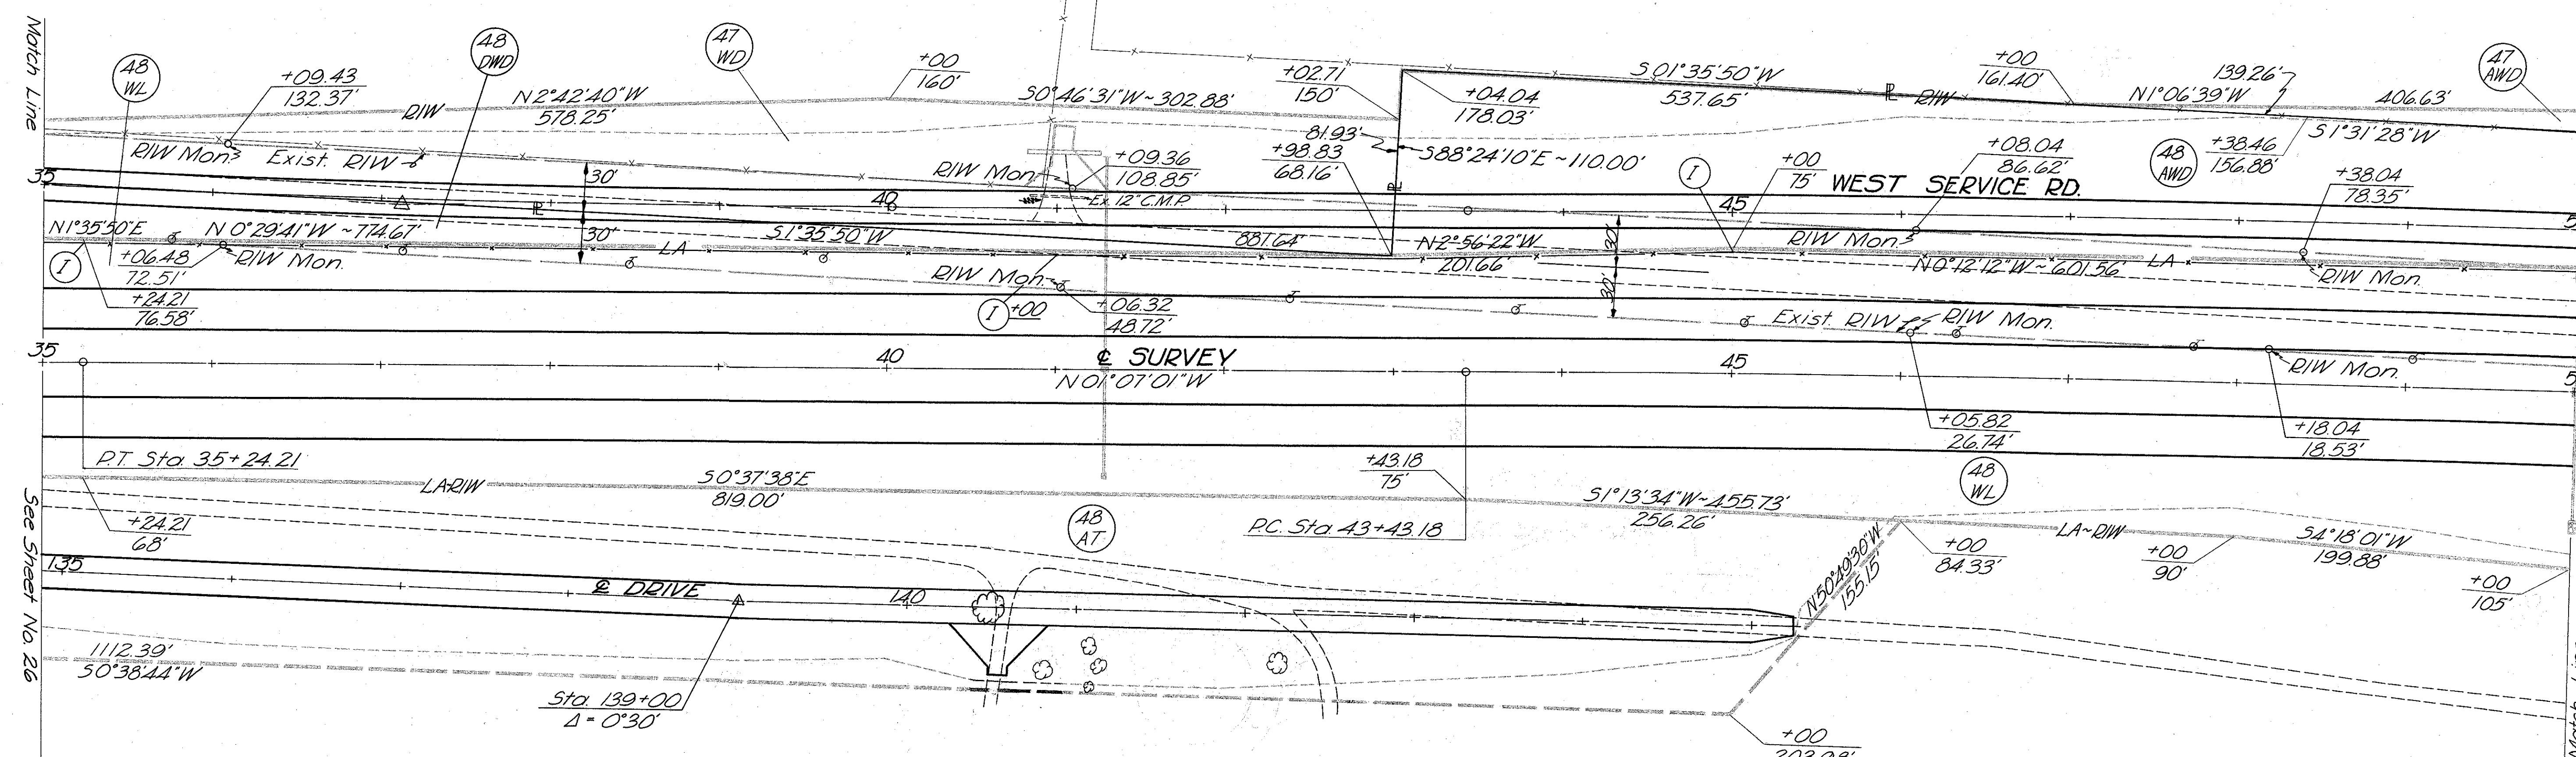 Match Line
48
WL
+09.43
132.37'
48
DWD
47
WD
+00
160'
+02.71
150'
S01°35'50"W
537.65'
+00
161.40'
139.26'
47
AWD
R/W
N2°42'40"W
578.25'
S0°46'31"W~302.88'
+04.04
178.03'
℄ R/W
N1°06'39"W
406.63'
S1°31'28"W
R/W Mon.
Exist. R/W
R/W Mon.
+09.36
108.85'
81.93'
+98.83
68.16'
S88°24'10"E~110.00'
I
+00
75'
+08.04
86.62'
48
AWD
+38.46
156.88'
+38.04
78.35'
35
30'
40
Ex. 12" C.M.P.
45
WEST SERVICE RD.
N1°35'50"E
N0°29'41"W~774.67'
30'
LA
S1°35'50"W
881.64'
N2°56'22"W
201.66'
30'
R/W Mon.
N0°12'12"W~601.56'
LA
R/W Mon.
I
+06.48
72.51'
R/W Mon.
+24.21
76.58'
R/W Mon.
I
+00
+06.32
48.72'
30'
Exist. R/W
R/W Mon.
35
40
℄ SURVEY
N01°07'01"W
45
R/W Mon.
P.T. Sta. 35+24.21
+43.18
75'
+05.82
26.74'
+18.04
18.53'
LA-R/W
S0°37'38"E
819.00'
S1°13'34"W~455.73'
256.26'
48
WL
+24.21
68'
48
AT
P.C. Sta. 43+43.18
N50°49'30"W
155.15'
+00
84.33'
LA~R/W
+00
90'
S4°18'01"W
199.88'
+00
105'
See Sheet No. 26
135
℄ DRIVE
140
1112.39'
S0°38'44"W
Sta. 139+00
Δ = 0°30'
+00